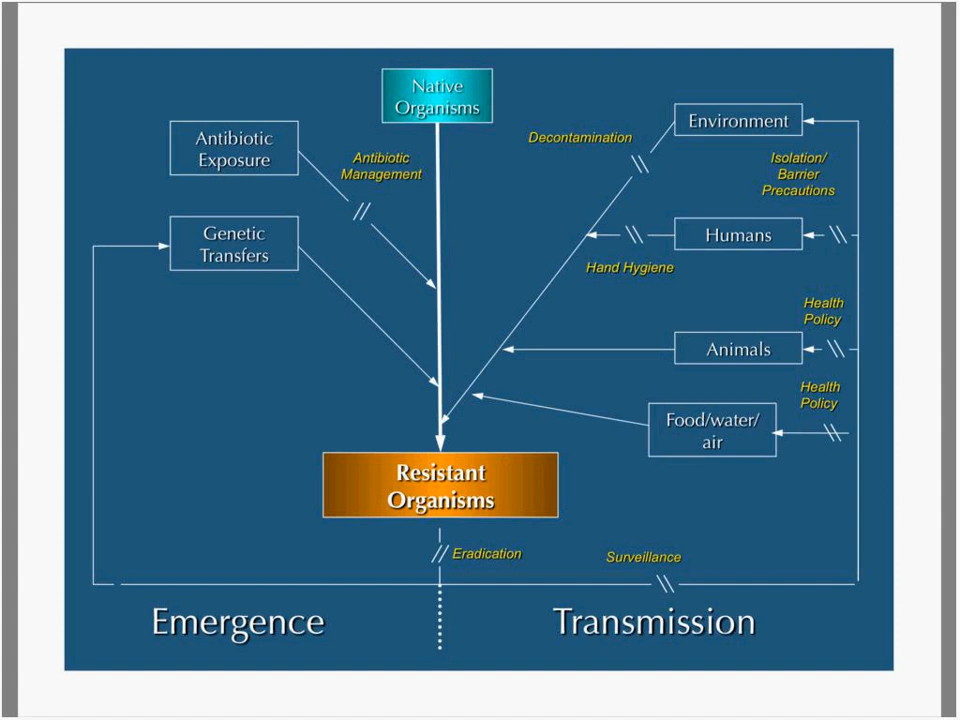 Native
Organisms
Antibiotic
Exposure
Antibiotic
Management
Genetic
Transfers
Decontamination
Environment
Isolation/
Barrier
Precautions
Humans
Hand Hygiene
Health
Policy
Animals
Health
Policy
Food/water/
air
Resistant
Organisms
Eradication
Surveillance
Emergence
Transmission